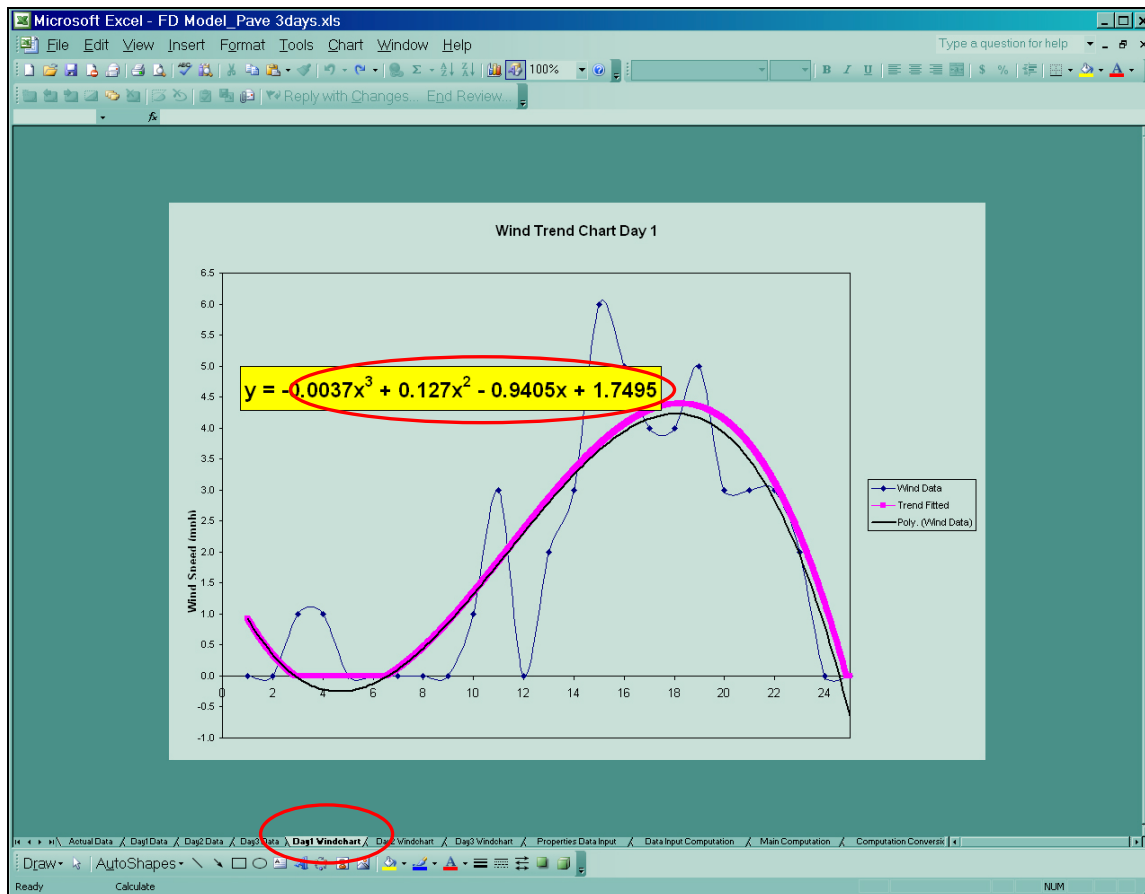 Microsoft Excel - FD Model_Pave 3days.xls
File Edit View Insert Format Tools Chart Window Help Type a question for help
100% B I U $ %
Reply with Changes... End Review...
fx
Wind Trend Chart Day 1
6.5
6.0
5.5
5.0
y = -0.0037x³ + 0.127x² - 0.9405x + 1.7495
4.5
4.0
3.5
3.0
2.5
2.0
1.5
1.0
0.5
0.0
-0.5
-1.0
Wind Speed (mph)
0 2 4 6 8 10 12 14 16 18 20 22 24
Wind Data
Trend Fitted
Poly. (Wind Data)
Actual Data Day1 Data Day2 Data Day3 Data Day1 Windchart Day2 Windchart Day3 Windchart Properties Data Input Data Input Computation Main Computation Computation Conversi
Draw AutoShapes
Ready Calculate NUM